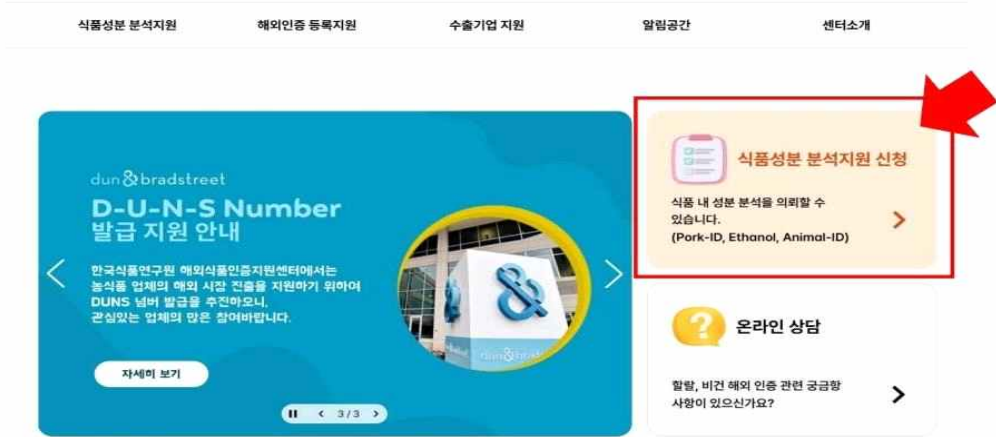 식품성분 분석지원
해외인증 등록지원
수출기업 지원
알림공간
센터소개
dun&bradstreet
D-U-N-S Number
발급 지원 안내
한국식품연구원 해외식품인증지원센터에서는
농식품 업체의 해외 시장 진출을 지원하기 위하여
DUNS 넘버 발급을 추진하오니,
관심있는 업체의 많은 참여바랍니다.
자세히 보기
3/3
&
dun&bradst
식품성분 분석지원 신청
식품 내 성분 분석을 의뢰할 수
있습니다.
(Pork-ID, Ethanol, Animal-ID)
?
온라인 상담
할랄, 비건 해외 인증 관련 궁금항
사항이 있으신가요?